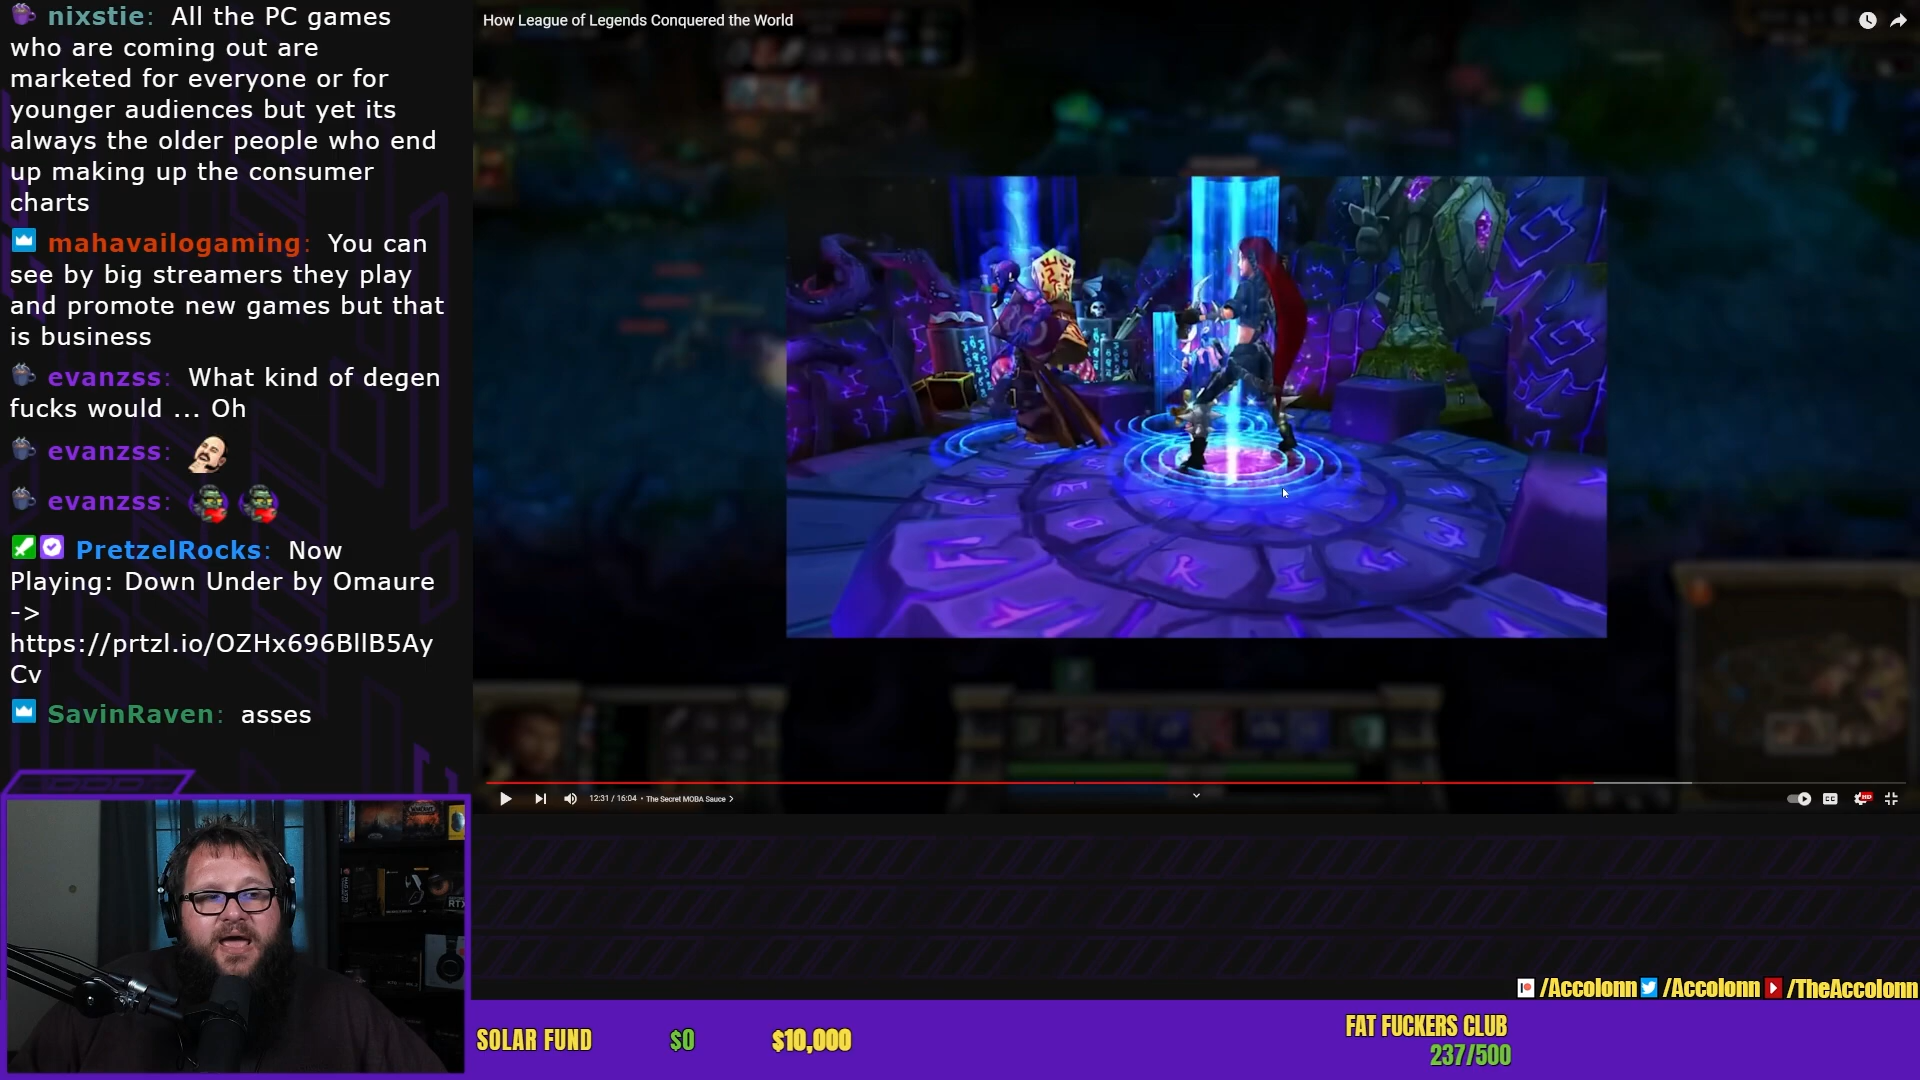 nixstie: All the PC games
who are coming out are
marketed for everyone or for
younger audiences but yet its
always the older people who end
up making up the consumer
charts
mahavailogaming: You can
see by big streamers they play
and promote new games but that
is business
evanzss: What kind of degen
fucks would ... Oh
evanzss:
evanzss:
PretzelRocks: Now
Playing: Down Under by Omaure
->
https://prtzl.io/OZHx696BllB5Ay
Cv
SavinRaven: asses
How League of Legends Conquered the World
12:31 / 16:04 • The Secret MOBA Sauce >
CC
HD
/Accolonn /Accolonn /TheAccolonn
SOLAR FUND $0 $10,000
FAT FUCKERS CLUB
237/500